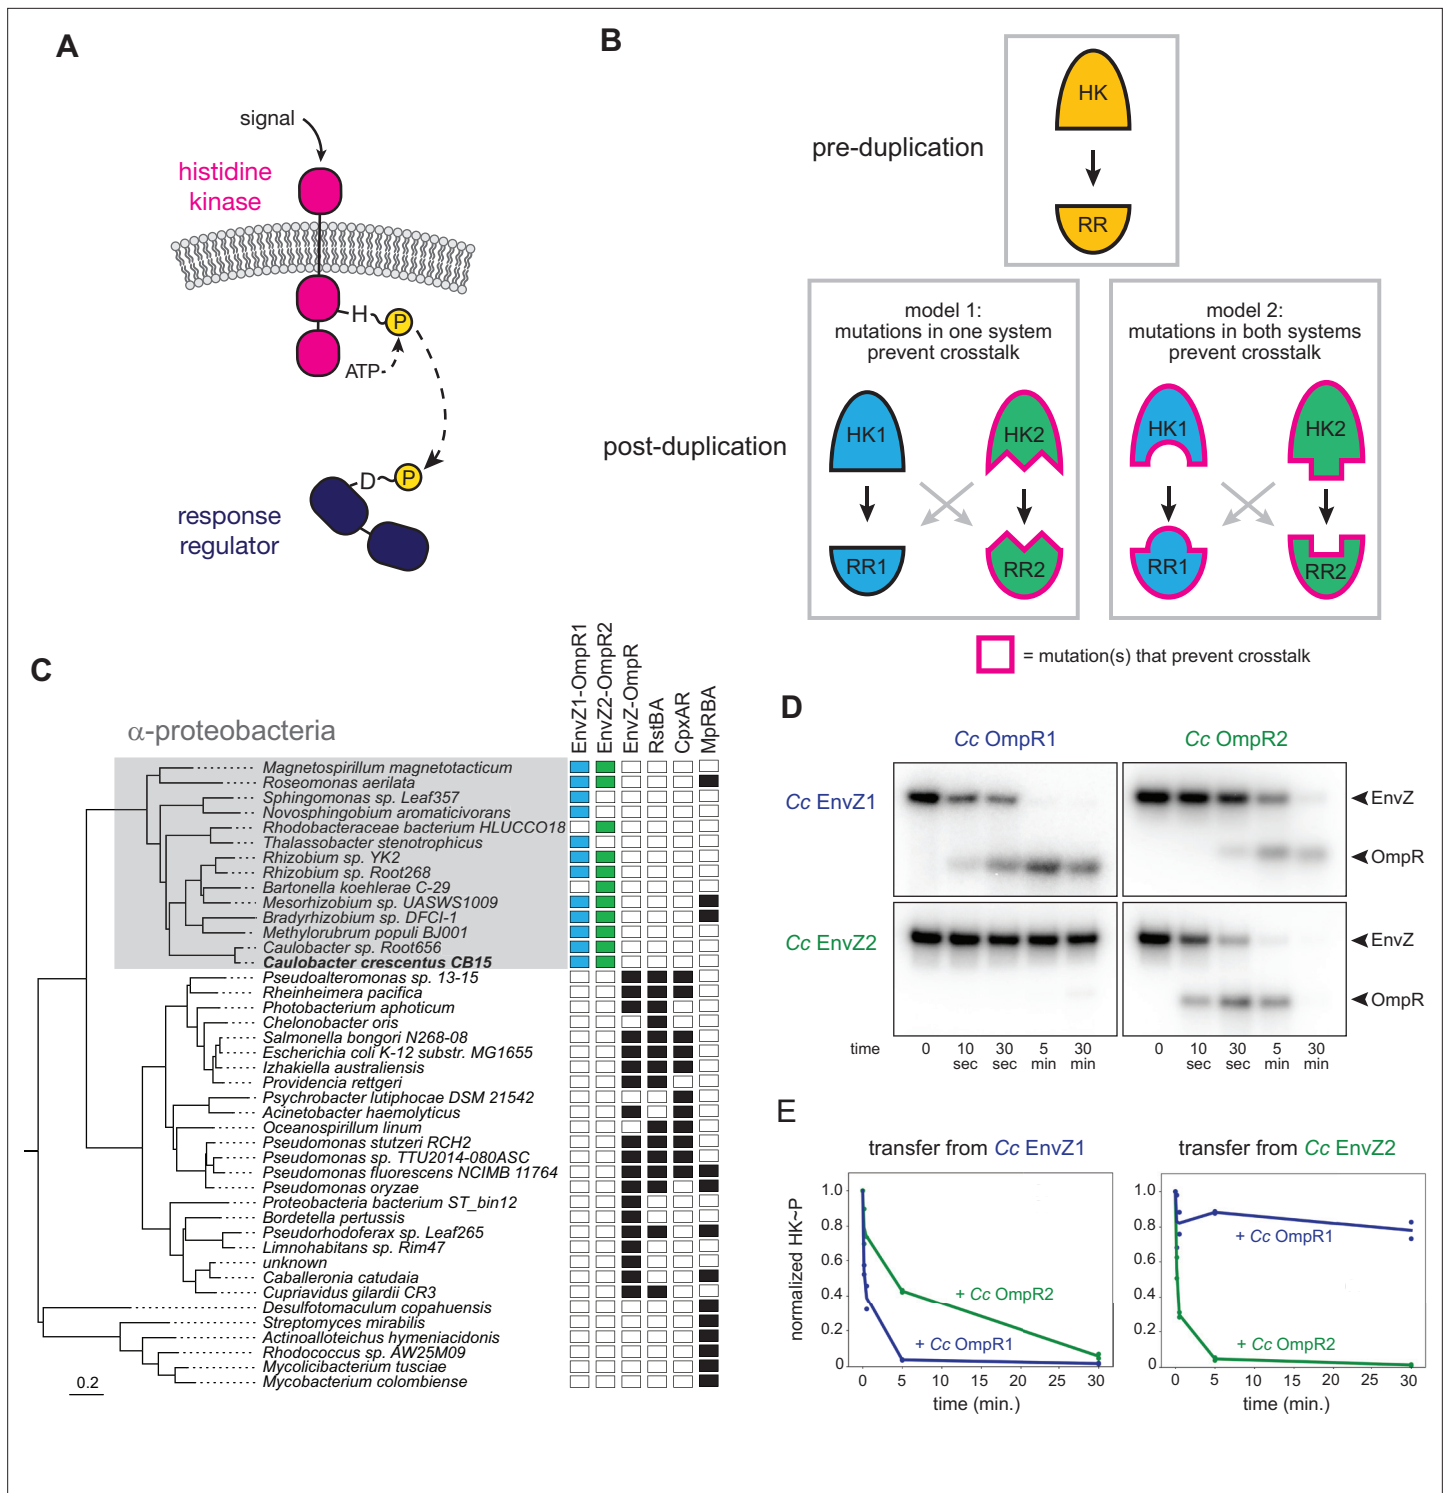 A
signal
histidine
kinase
H
P
ATP
D
P
response
regulator
B
pre-duplication
HK
RR
post-duplication
model 1:
mutations in one system
prevent crosstalk
HK1
HK2
RR1
RR2
model 2:
mutations in both systems
prevent crosstalk
HK1
HK2
RR1
RR2
= mutation(s) that prevent crosstalk
C
α-proteobacteria
EnvZ1-OmpR1
EnvZ2-OmpR2
EnvZ-OmpR
RstBA
CpxAR
MpRBA
Magnetospirillum magnetotacticum
Roseomonas aerilata
Sphingomonas sp. Leaf357
Novosphingobium aromaticivorans
Rhodobacteraceae bacterium HLUCCO18
Thalassobacter stenotrophicus
Rhizobium sp. YK2
Rhizobium sp. Root268
Bartonella koehlerae C-29
Mesorhizobium sp. UASWS1009
Bradyrhizobium sp. DFCI-1
Methylorubrum populi BJ001
Caulobacter sp. Root656
Caulobacter crescentus CB15
Pseudoalteromonas sp. 13-15
Rheinheimera pacifica
Photobacterium aphoticum
Chelonobacter oris
Salmonella bongori N268-08
Escherichia coli K-12 substr. MG1655
Izhakiella australiensis
Providencia rettgeri
Psychrobacter lutiphocae DSM 21542
Acinetobacter haemolyticus
Oceanospirillum linum
Pseudomonas stutzeri RCH2
Pseudomonas sp. TTU2014-080ASC
Pseudomonas fluorescens NCIMB 11764
Pseudomonas oryzae
Proteobacteria bacterium ST_bin12
Bordetella pertussis
Pseudorhodoferax sp. Leaf265
Limnohabitans sp. Rim47
unknown
Caballeronia catudaia
Cupriavidus gilardii CR3
Desulfotomaculum copahuensis
Streptomyces mirabilis
Actinoalloteichus hymeniacidonis
Rhodococcus sp. AW25M09
Mycolicibacterium tusciae
Mycobacterium colombiense
0.2
D
Cc OmpR1
Cc OmpR2
Cc EnvZ1
EnvZ
OmpR
Cc EnvZ2
EnvZ
OmpR
time 0 10 sec 30 sec 5 min 30 min
0 10 sec 30 sec 5 min 30 min
E
transfer from Cc EnvZ1
normalized HK~P
1.0
0.8
0.6
0.4
0.2
0
+ Cc OmpR2
+ Cc OmpR1
0 5 10 15 20 25 30
time (min.)
transfer from Cc EnvZ2
1.0
0.8
0.6
0.4
0.2
0
+ Cc OmpR1
+ Cc OmpR2
0 5 10 15 20 25 30
time (min.)